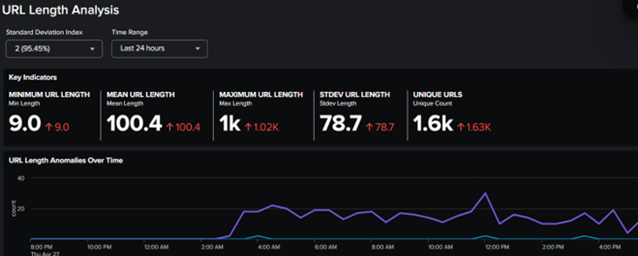 URL Length Analysis
Standard Deviation Index Time Range
2 (95.45%) Last 24 hours
Key Indicators
MINIMUM URL LENGTH MEAN URL LENGTH MAXIMUM URL LENGTH STDEV URL LENGTH UNIQUE URLS
Min Length Mean Length Max Length Stdev Length Unique Count
9.0 ↑ 9.0 100.4 ↑ 100.4 1k ↑ 1.02K 78.7 ↑ 78.7 1.6k ↑ 1.63K
URL Length Anomalies Over Time
40
20
count
8:00 PM 10:00 PM 12:00 AM 2:00 AM 4:00 AM 6:00 AM 8:00 AM 10:00 AM 12:00 PM 2:00 PM 4:00 PM
Thu Apr 27